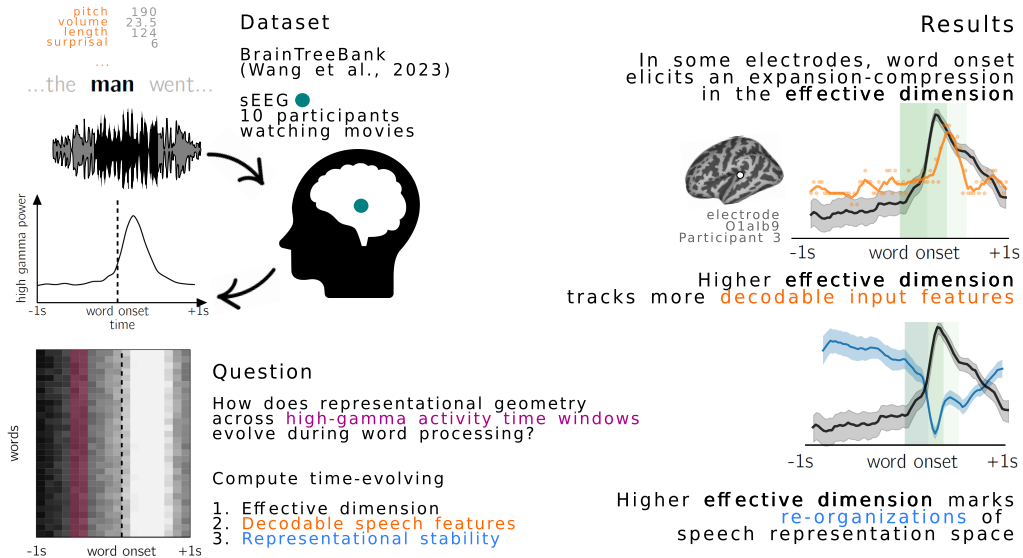 pitch 190
volume 23.5
length 124
surprisal 6
...
...the man went...
high gamma power
-1s word onset +1s
time
words
-1s word onset +1s
Dataset
BrainTreeBank
(Wang et al., 2023)
sEEG
10 participants
watching movies
Question
How does representational geometry
across high-gamma activity time windows
evolve during word processing?
Compute time-evolving
1. Effective dimension
2. Decodable speech features
3. Representational stability
Results
In some electrodes, word onset
elicits an expansion-compression
in the effective dimension
electrode
O1aIb9
Participant 3
-1s word onset +1s
Higher effective dimension
tracks more decodable input features
-1s word onset +1s
Higher effective dimension marks
re-organizations of
speech representation space